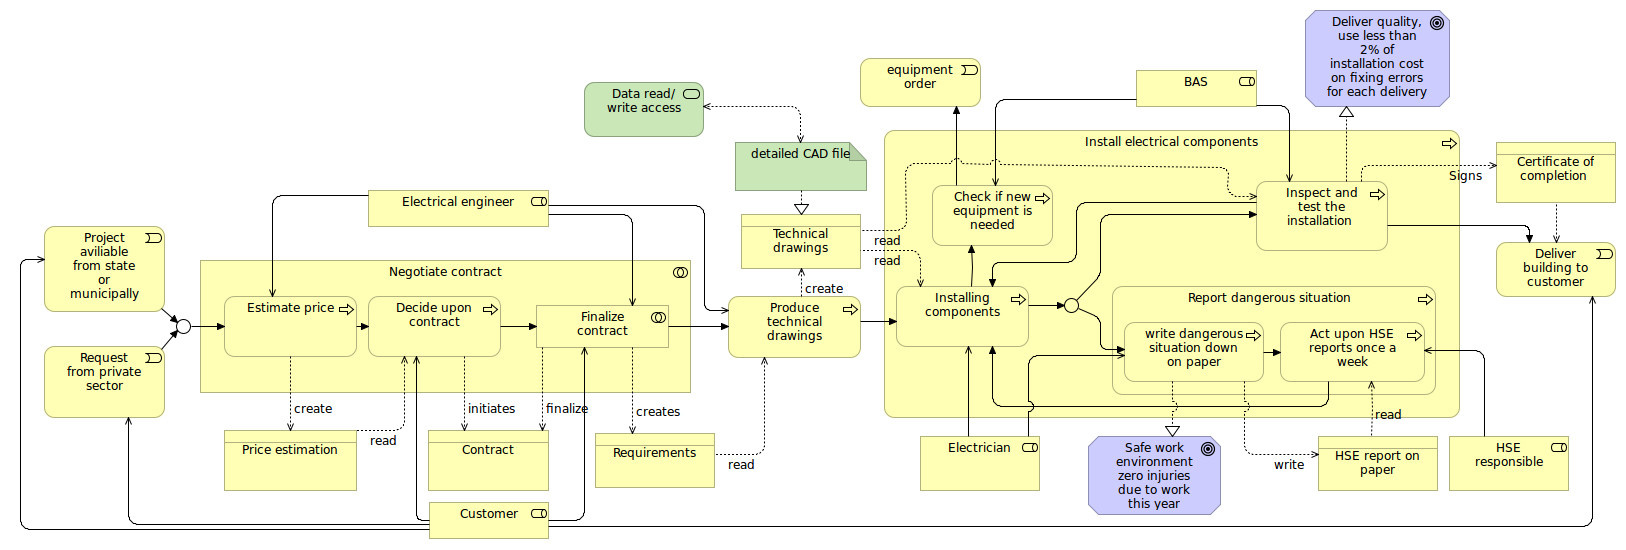 Deliver quality,
use less than
2% of
installation cost
on fixing errors
for each delivery
equipment
order
BAS
Data read/
write access
Install electrical components
detailed CAD file
Certificate of
completion
Signs
Electrical engineer
Check if new
equipment is
needed
Inspect and
test the
installation
Project
aviliable
from state
or
municipally
Technical
drawings
read
read
Deliver
building to
customer
Negotiate contract
create
Estimate price
Decide upon
contract
Finalize
contract
Produce
technical
drawings
Installing
components
Report dangerous situation
write dangerous
situation down
on paper
Act upon HSE
reports once a
week
Request
from private
sector
create
initiates
finalize
creates
read
read
read
Price estimation
Contract
Requirements
read
Electrician
Safe work
environment
zero injuries
due to work
this year
write
HSE report on
paper
HSE
responsible
Customer